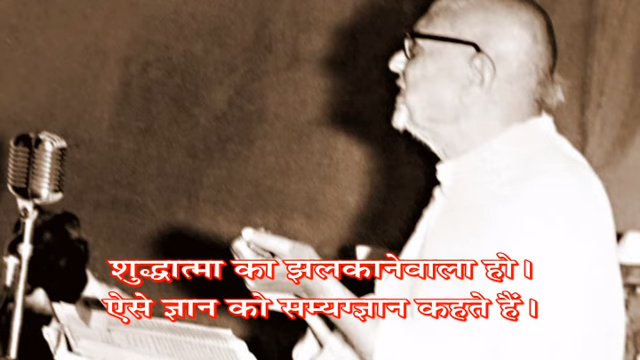 शुद्धात्मा का झलकानेवाला हो।
ऐसे ज्ञान को सम्यग्ज्ञान कहते हैं।